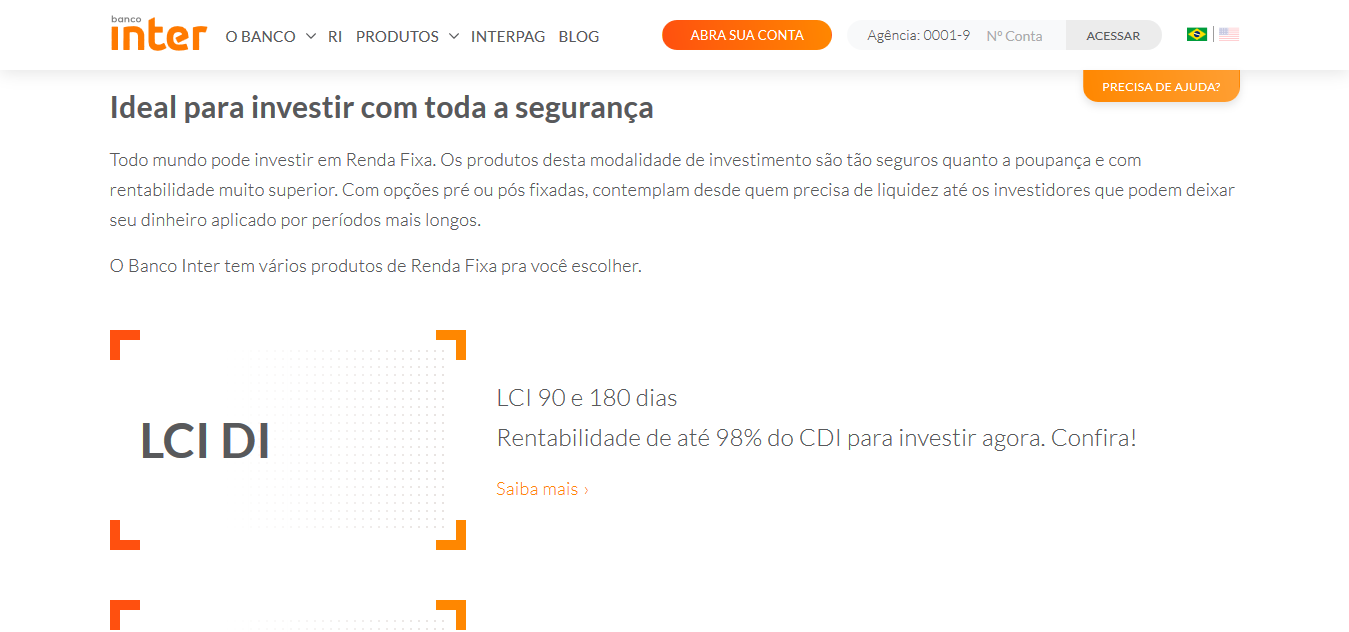 banco
inter
O BANCO RI PRODUTOS INTERPAG BLOG ABRA SUA CONTA Agência: 0001-9 Nº Conta ACESSAR
PRECISA DE AJUDA?
Ideal para investir com toda a segurança
Todo mundo pode investir em Renda Fixa. Os produtos desta modalidade de investimento são tão seguros quanto a poupança e com
rentabilidade muito superior. Com opções pré ou pós fixadas, contemplam desde quem precisa de liquidez até os investidores que podem deixar
seu dinheiro aplicado por períodos mais longos.
O Banco Inter tem vários produtos de Renda Fixa pra você escolher.
LCI DI
LCI 90 e 180 dias
Rentabilidade de até 98% do CDI para investir agora. Confira!
Saiba mais ›